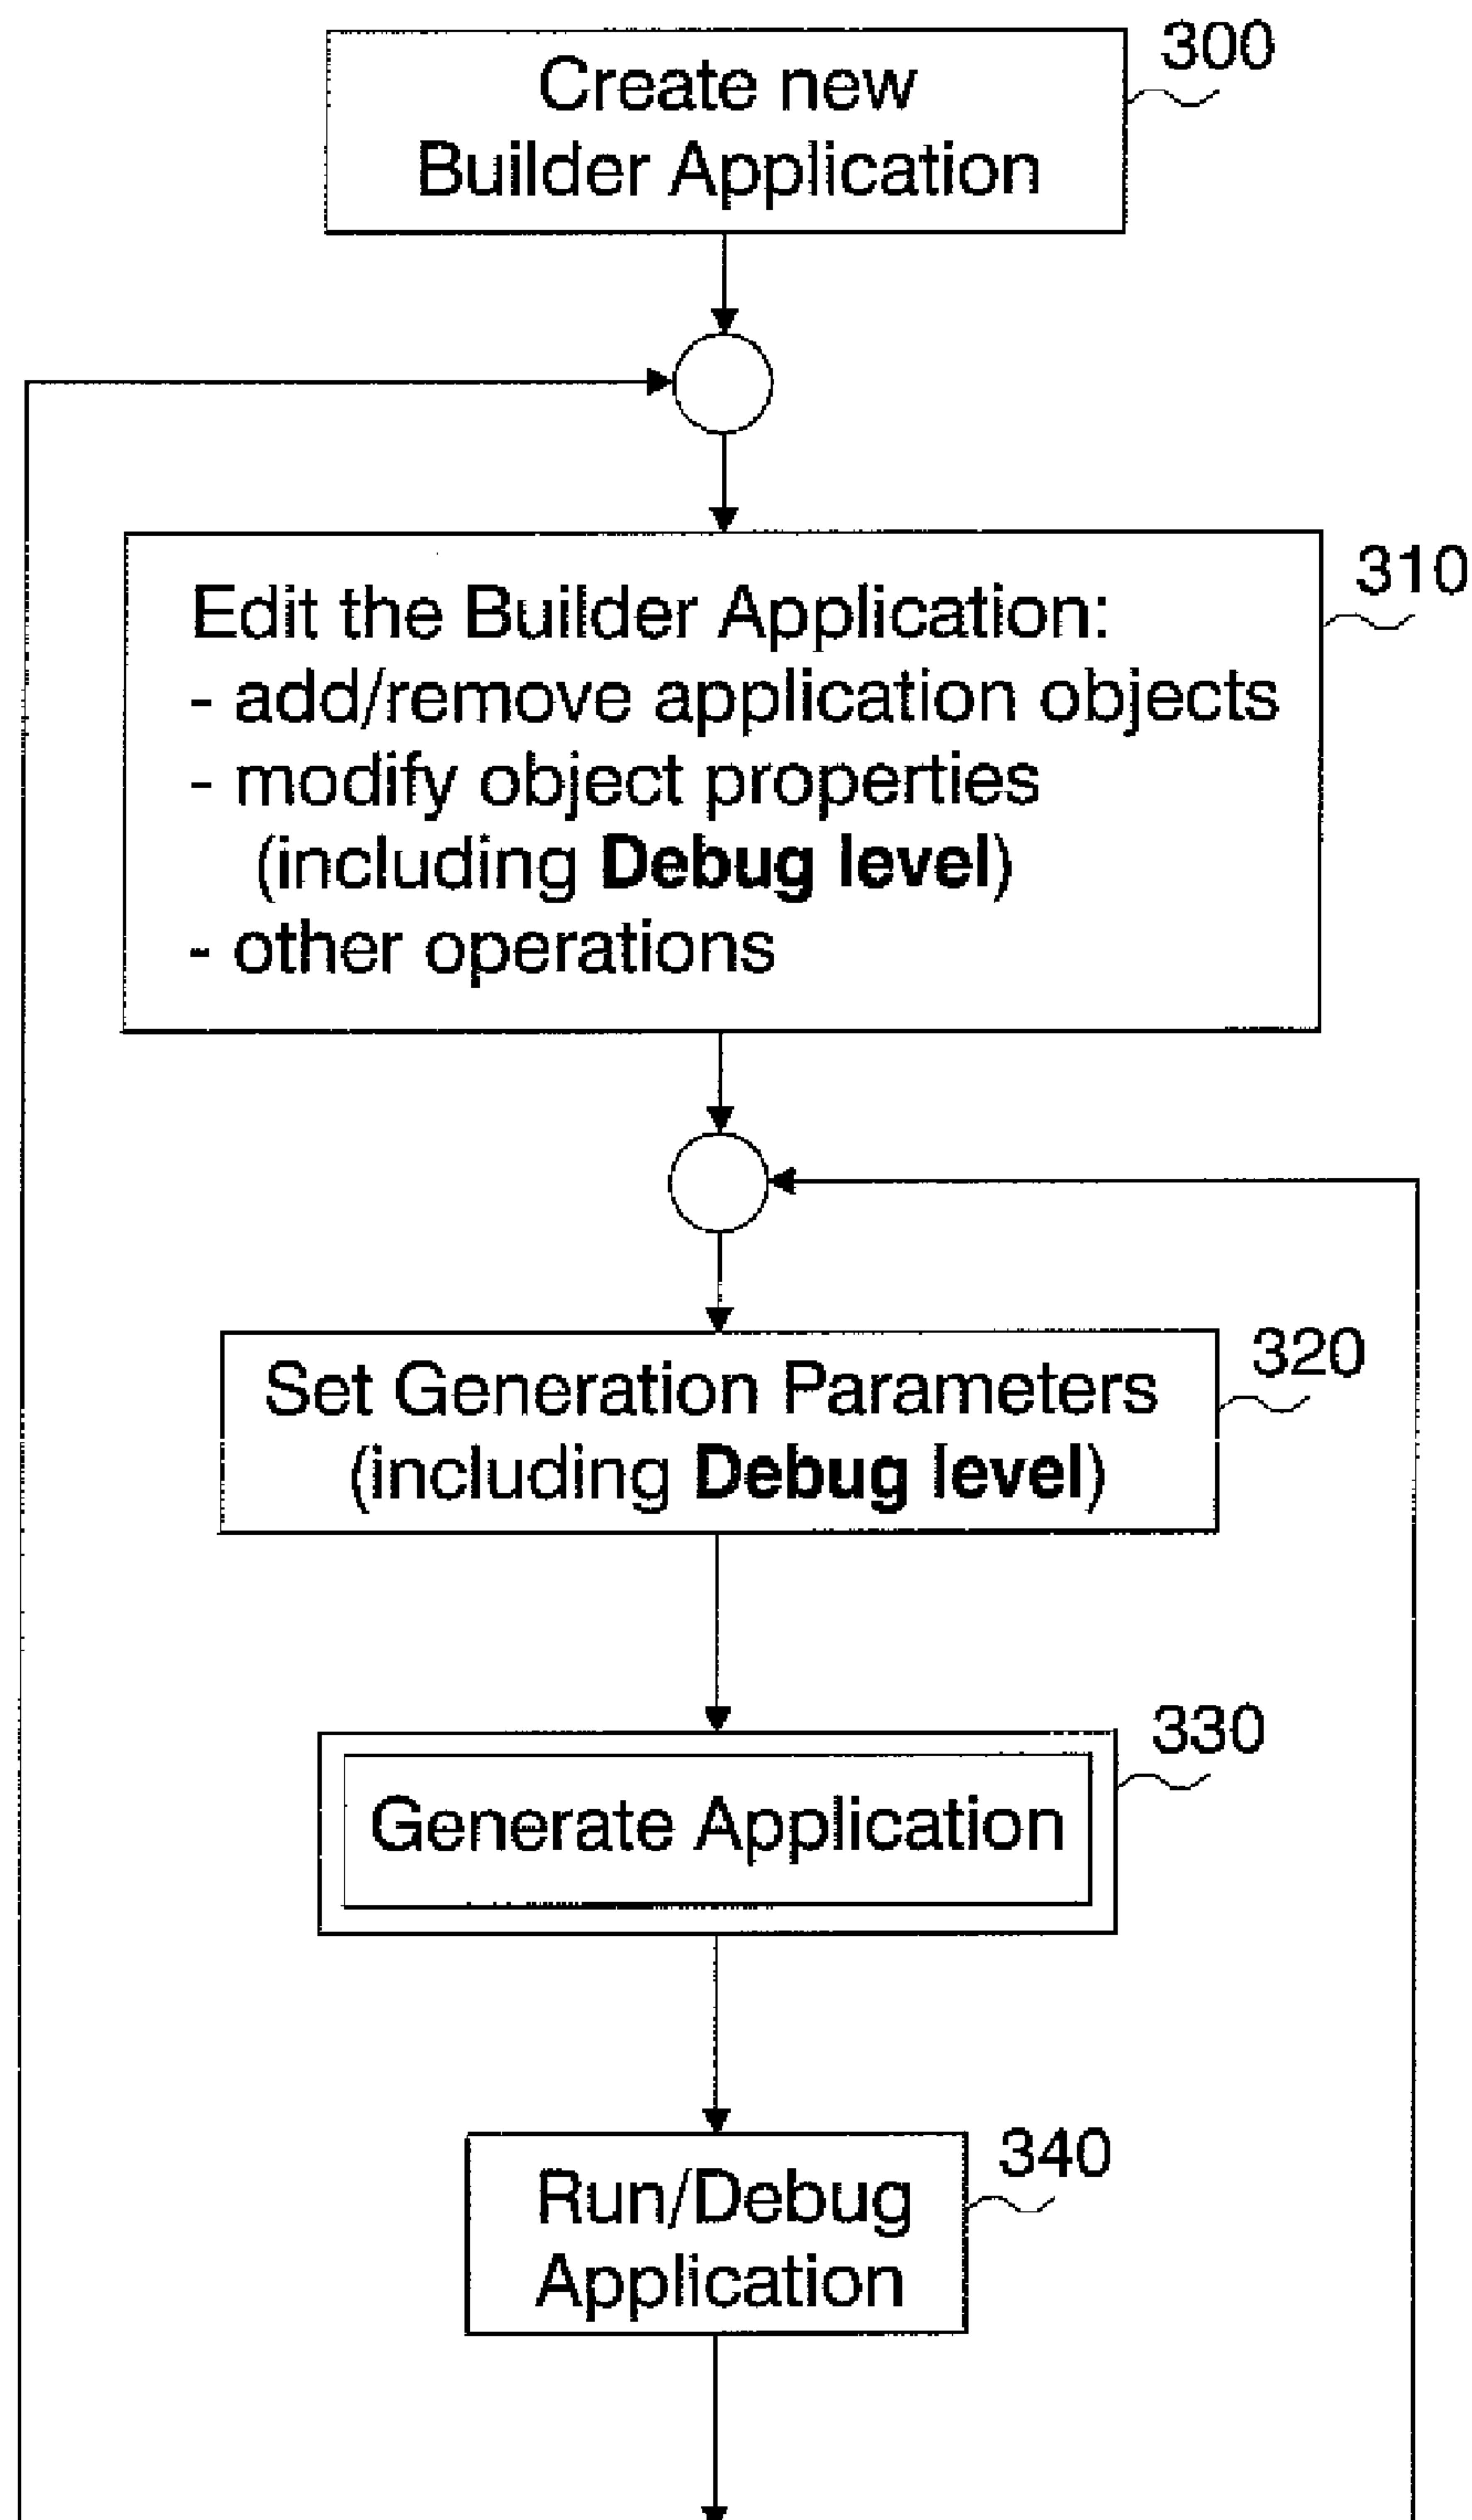 300
Create new
Builder Application
310
Edit the Builder Application:
- add/remove application objects
- modify object properties
(including Debug level)
- other operations
320
Set Generation Parameters
(including Debug level)
330
Generate Application
340
Run/Debug
Application